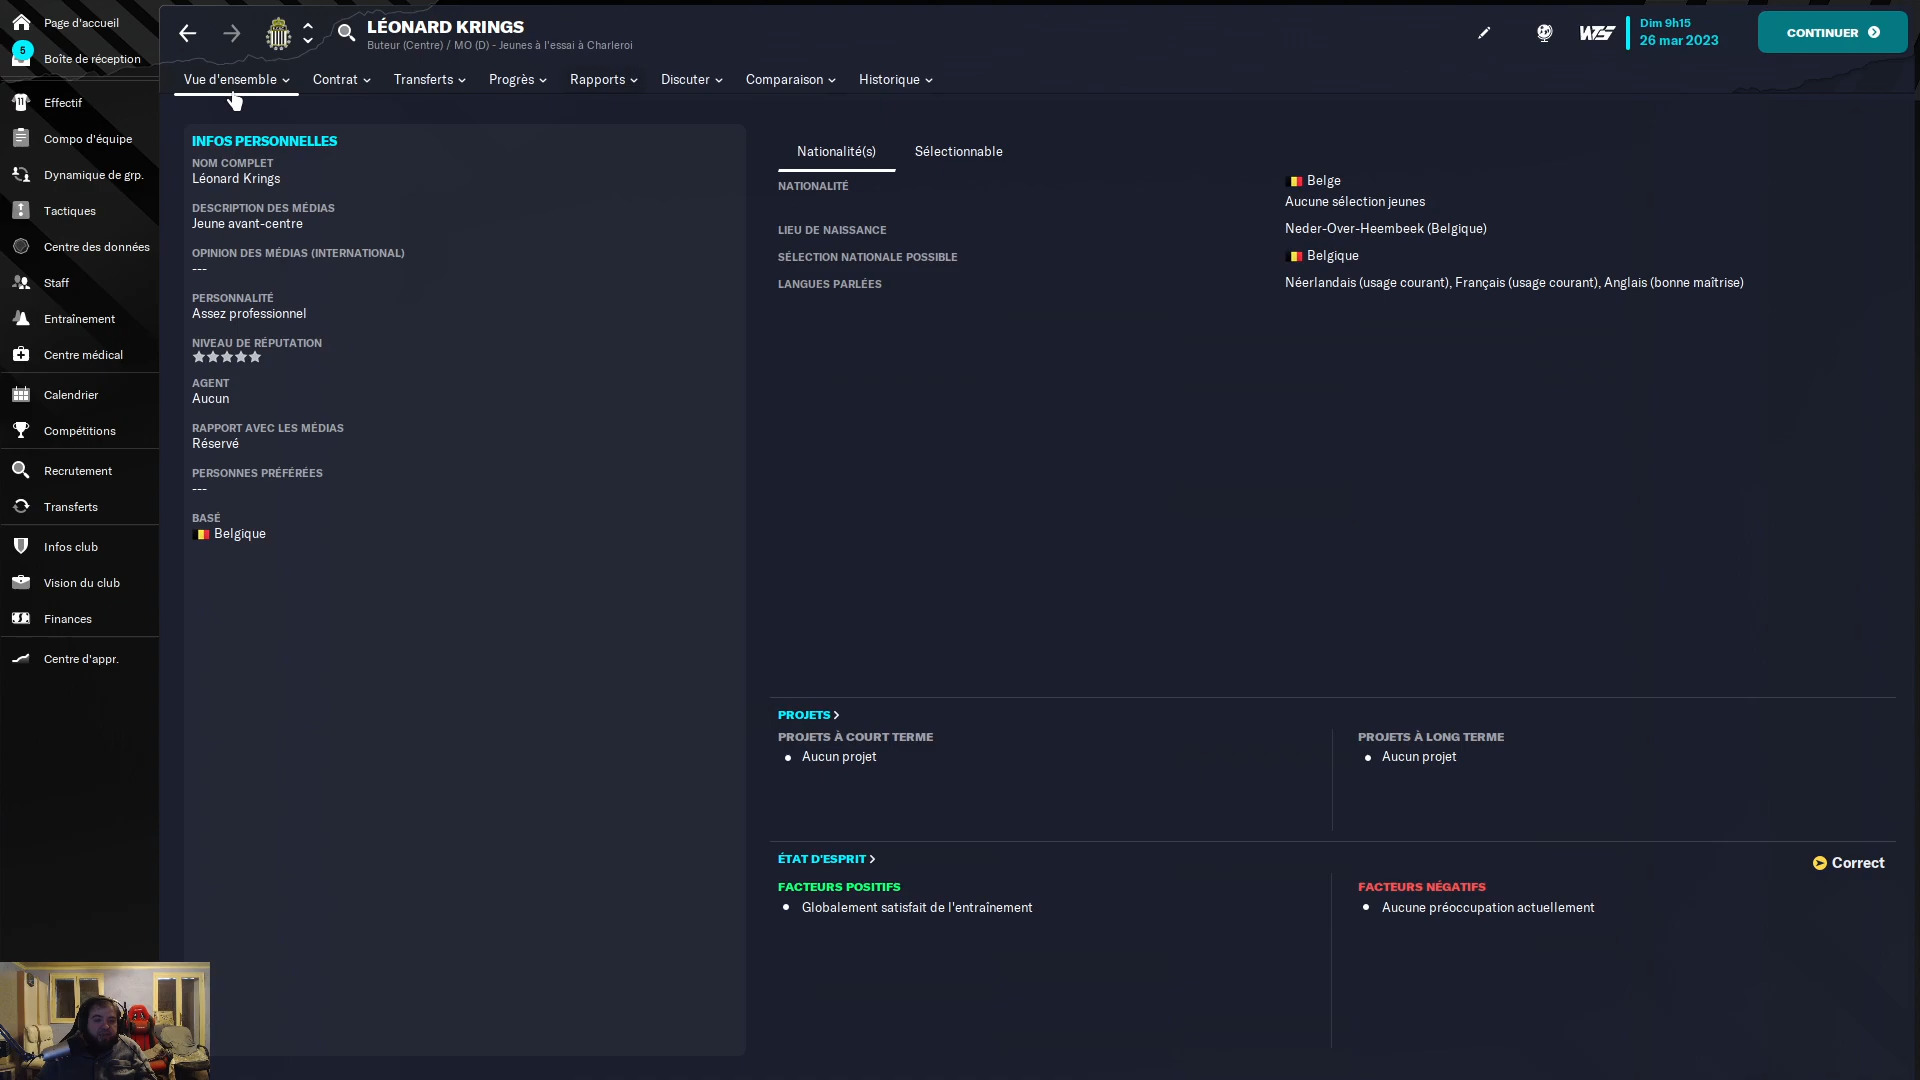 Page d'accueil
5
Boîte de réception
Effectif
Compo d'équipe
Dynamique de grp.
Tactiques
Centre des données
Staff
Entraînement
Centre médical
Calendrier
Compétitions
Recrutement
Transferts
Infos club
Vision du club
Finances
Centre d'appr.
LÉONARD KRINGS
Buteur (Centre) / MO (D) - Jeunes à l'essai à Charleroi
Dim 9h15
26 mar 2023
CONTINUER
Vue d'ensemble Contrat Transferts Progrès Rapports Discuter Comparaison Historique
INFOS PERSONNELLES
NOM COMPLET
Léonard Krings
DESCRIPTION DES MÉDIAS
Jeune avant-centre
OPINION DES MÉDIAS (INTERNATIONAL)
---
PERSONNALITÉ
Assez professionnel
NIVEAU DE RÉPUTATION
AGENT
Aucun
RAPPORT AVEC LES MÉDIAS
Réservé
PERSONNES PRÉFÉRÉES
---
BASÉ
Belgique
Nationalité(s) Sélectionnable
NATIONALITÉ Belge
Aucune sélection jeunes
LIEU DE NAISSANCE Neder-Over-Heembeek (Belgique)
SÉLECTION NATIONALE POSSIBLE Belgique
LANGUES PARLÉES Néerlandais (usage courant), Français (usage courant), Anglais (bonne maîtrise)
PROJETS
PROJETS À COURT TERME
Aucun projet
PROJETS À LONG TERME
Aucun projet
ÉTAT D'ESPRIT Correct
FACTEURS POSITIFS
Globalement satisfait de l'entraînement
FACTEURS NÉGATIFS
Aucune préoccupation actuellement